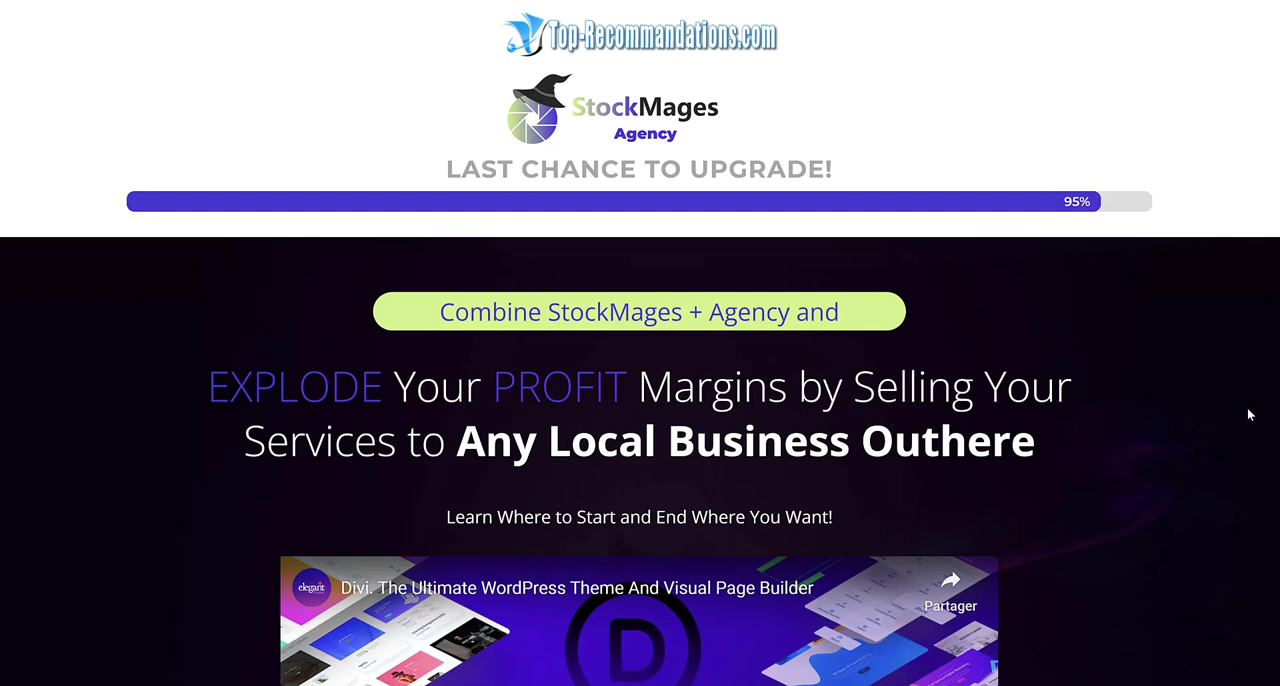 Top-Recommandations.com
StockMages
Agency
LAST CHANCE TO UPGRADE!
95%
Combine StockMages + Agency and
EXPLODE Your PROFIT Margins by Selling Your
Services to Any Local Business Outhere
Learn Where to Start and End Where You Want!
elegant
Divi. The Ultimate WordPress Theme And Visual Page Builder
Partager
D